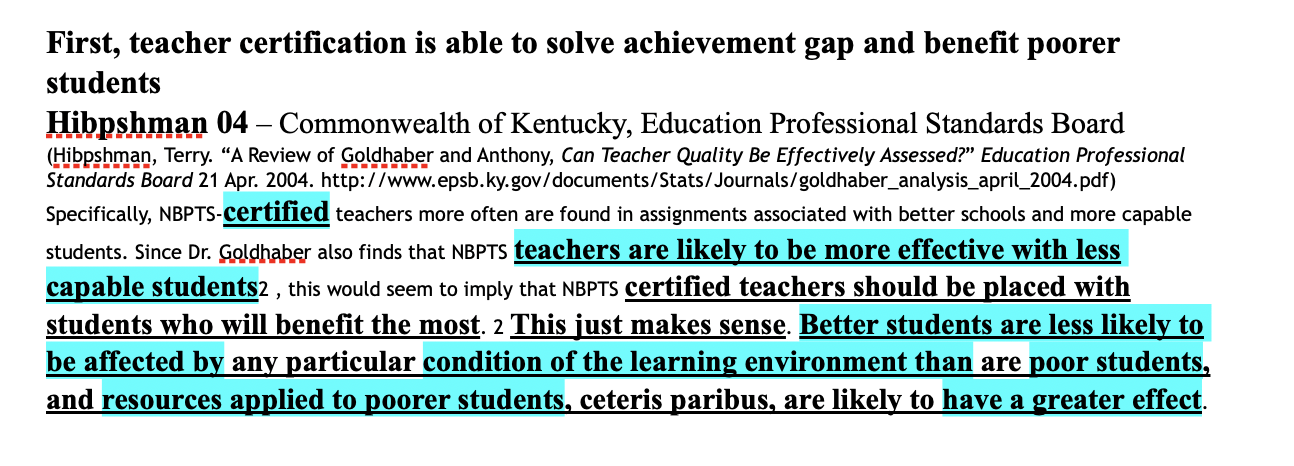 First, teacher certification is able to solve achievement gap and benefit poorer
students
Hibpshman 04 – Commonwealth of Kentucky, Education Professional Standards Board
(Hibpshman, Terry. “A Review of Goldhaber and Anthony, Can Teacher Quality Be Effectively Assessed?” Education Professional
Standards Board 21 Apr. 2004. http://www.epsb.ky.gov/documents/Stats/Journals/goldhaber_analysis_april_2004.pdf)
Specifically, NBPTS-certified teachers more often are found in assignments associated with better schools and more capable
students. Since Dr. Goldhaber also finds that NBPTS teachers are likely to be more effective with less
capable students2 , this would seem to imply that NBPTS certified teachers should be placed with
students who will benefit the most. 2 This just makes sense. Better students are less likely to
be affected by any particular condition of the learning environment than are poor students,
and resources applied to poorer students, ceteris paribus, are likely to have a greater effect.